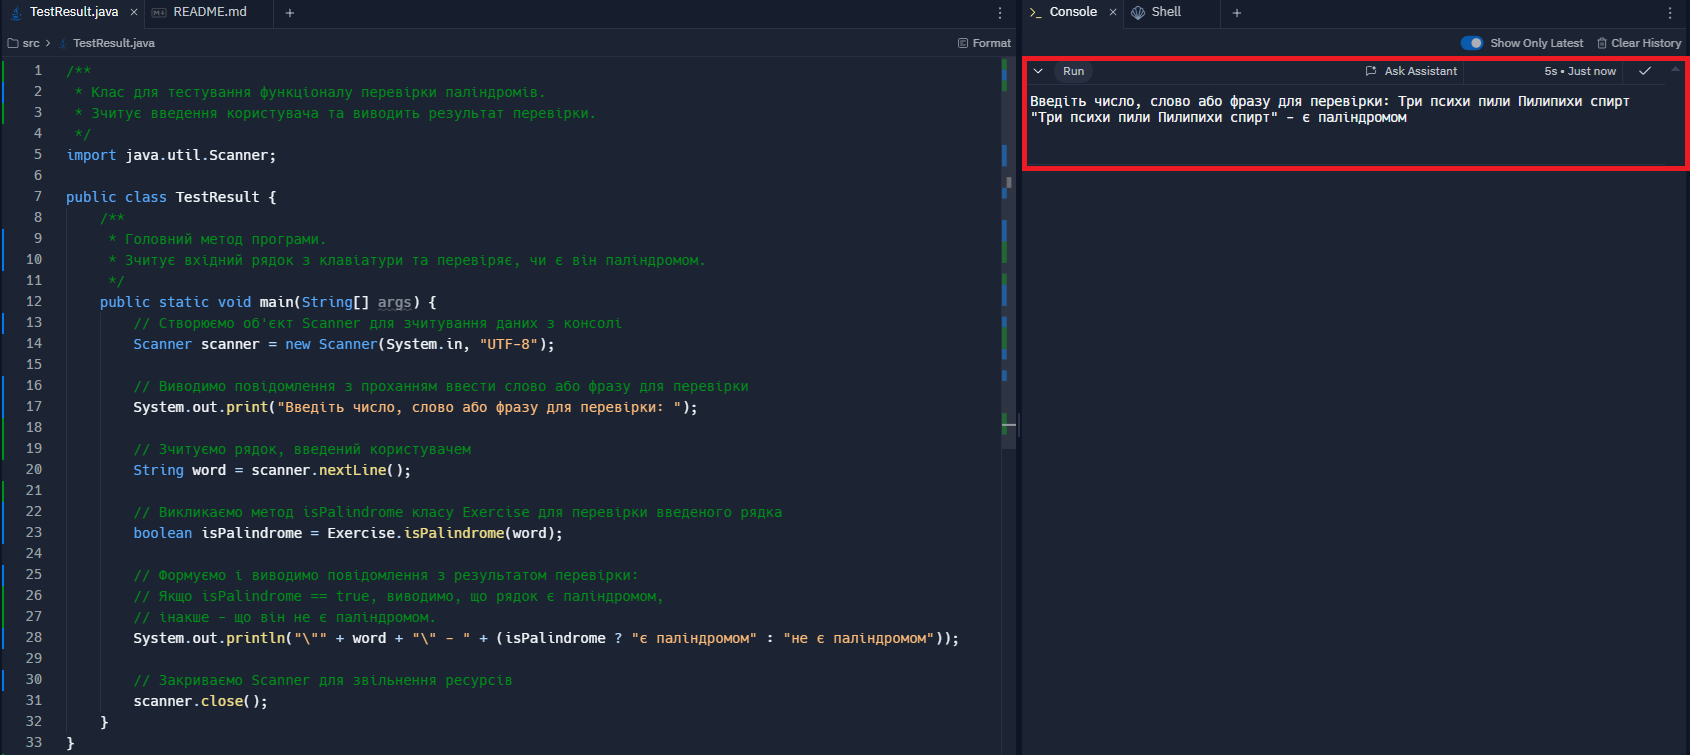 TestResult.java × README.md +
src > TestResult.java Format
1 /**
2 * Клас для тестування функціоналу перевірки паліндромів.
3 * Зчитує введення користувача та виводить результат перевірки.
4 */
5 import java.util.Scanner;
6
7 public class TestResult {
8 /**
9 * Головний метод програми.
10 * Зчитує вхідний рядок з клавіатури та перевіряє, чи є він паліндромом.
11 */
12 public static void main(String[] args) {
13 // Створюємо об'єкт Scanner для зчитування даних з консолі
14 Scanner scanner = new Scanner(System.in, "UTF-8");
15
16 // Виводимо повідомлення з проханням ввести слово або фразу для перевірки
17 System.out.print("Введіть число, слово або фразу для перевірки: ");
18
19 // Зчитуємо рядок, введений користувачем
20 String word = scanner.nextLine();
21
22 // Викликаємо метод isPalindrome класу Exercise для перевірки введеного рядка
23 boolean isPalindrome = Exercise.isPalindrome(word);
24
25 // Формуємо і виводимо повідомлення з результатом перевірки:
26 // Якщо isPalindrome == true, виводимо, що рядок є паліндромом,
27 // інакше - що він не є паліндромом.
28 System.out.println("\"" + word + "\" - " + (isPalindrome ? "є паліндромом" : "не є паліндромом"));
29
30 // Закриваємо Scanner для звільнення ресурсів
31 scanner.close();
32 }
33 }
Console × Shell +
Show Only Latest Clear History
Run Ask Assistant 5s • Just now
Введіть число, слово або фразу для перевірки: Три психи пили Пилипихи спирт
"Три психи пили Пилипихи спирт" - є паліндромом